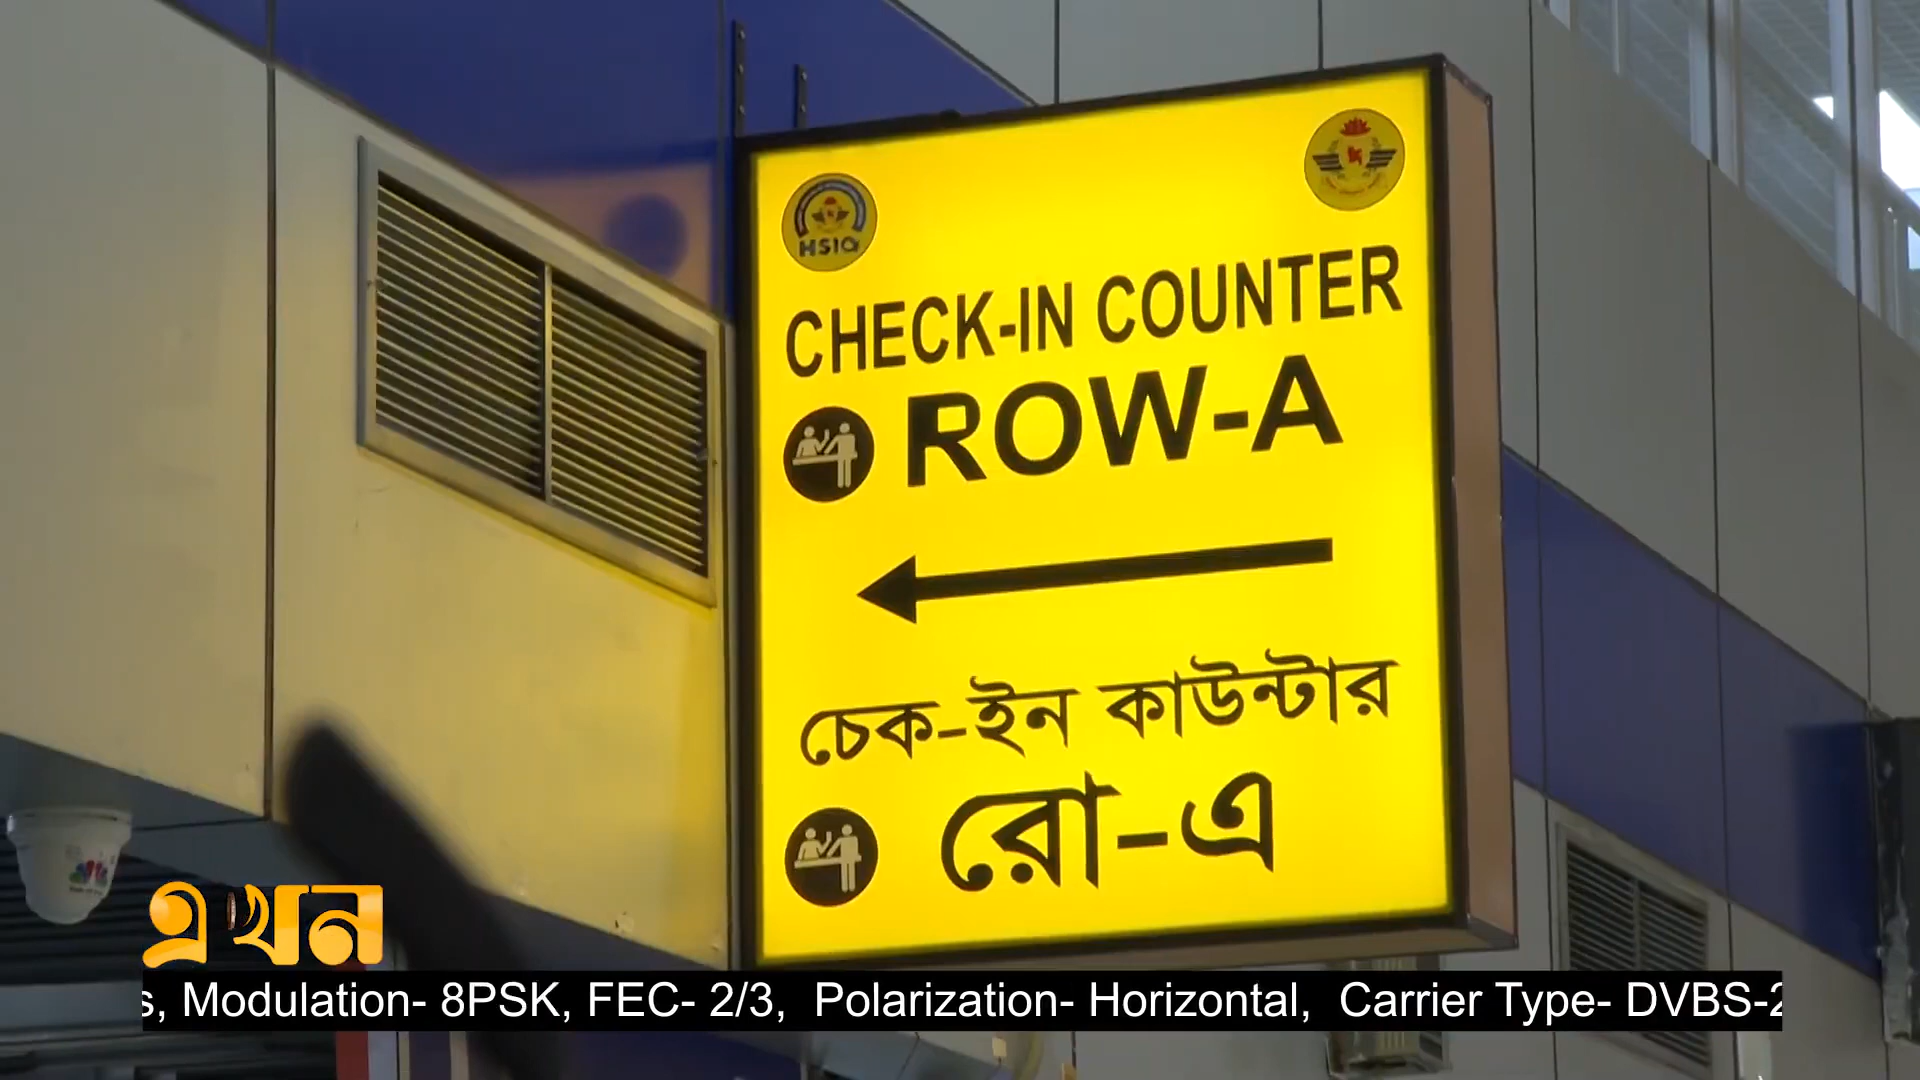 HSIA
CHECK-IN COUNTER
ROW-A
চেক-ইন কাউন্টার
রো-এ
এখন
s, Modulation- 8PSK, FEC- 2/3, Polarization- Horizontal, Carrier Type- DVBS-2